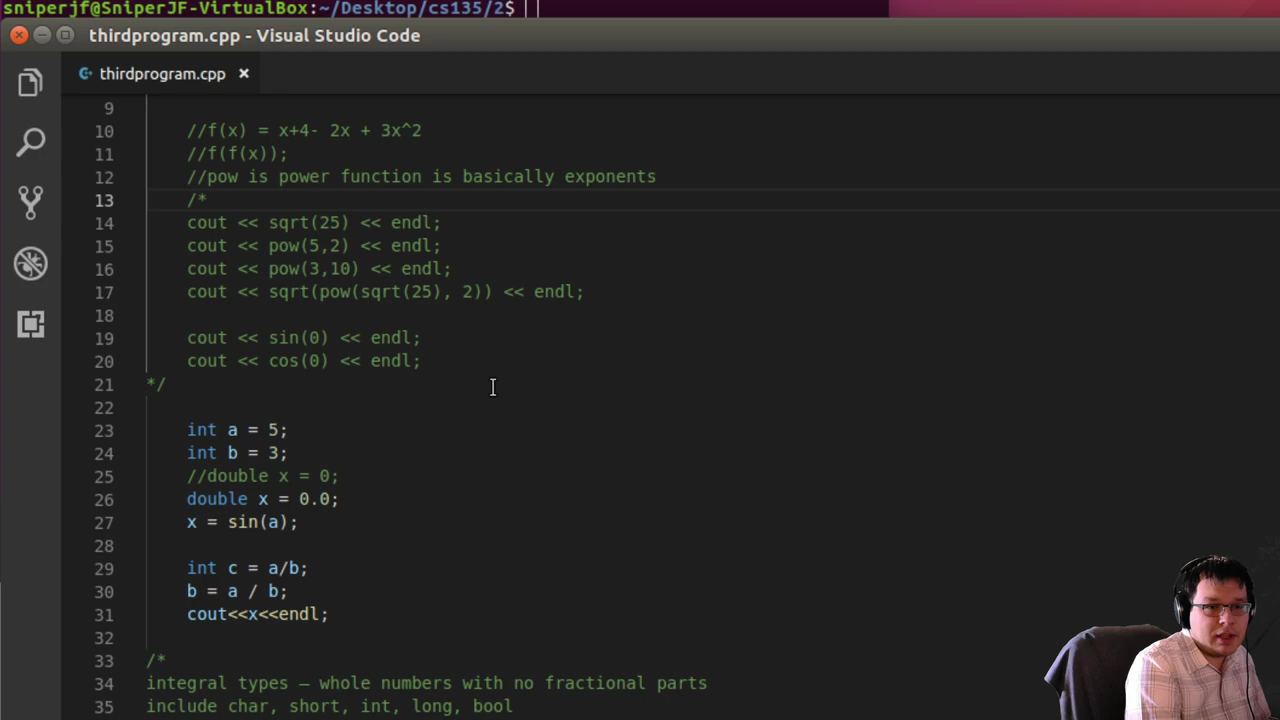 sniperjf@SniperJF-VirtualBox:~/Desktop/cs135/2$
thirdprogram.cpp - Visual Studio Code
thirdprogram.cpp
9
10 //f(x) = x+4- 2x + 3x^2
11 //f(f(x));
12 //pow is power function is basically exponents
13 /*
14 cout << sqrt(25) << endl;
15 cout << pow(5,2) << endl;
16 cout << pow(3,10) << endl;
17 cout << sqrt(pow(sqrt(25), 2)) << endl;
18
19 cout << sin(0) << endl;
20 cout << cos(0) << endl;
21 */
22
23 int a = 5;
24 int b = 3;
25 //double x = 0;
26 double x = 0.0;
27 x = sin(a);
28
29 int c = a/b;
30 b = a / b;
31 cout<<x<<endl;
32
33 /*
34 integral types – whole numbers with no fractional parts
35 include char, short, int, long, bool